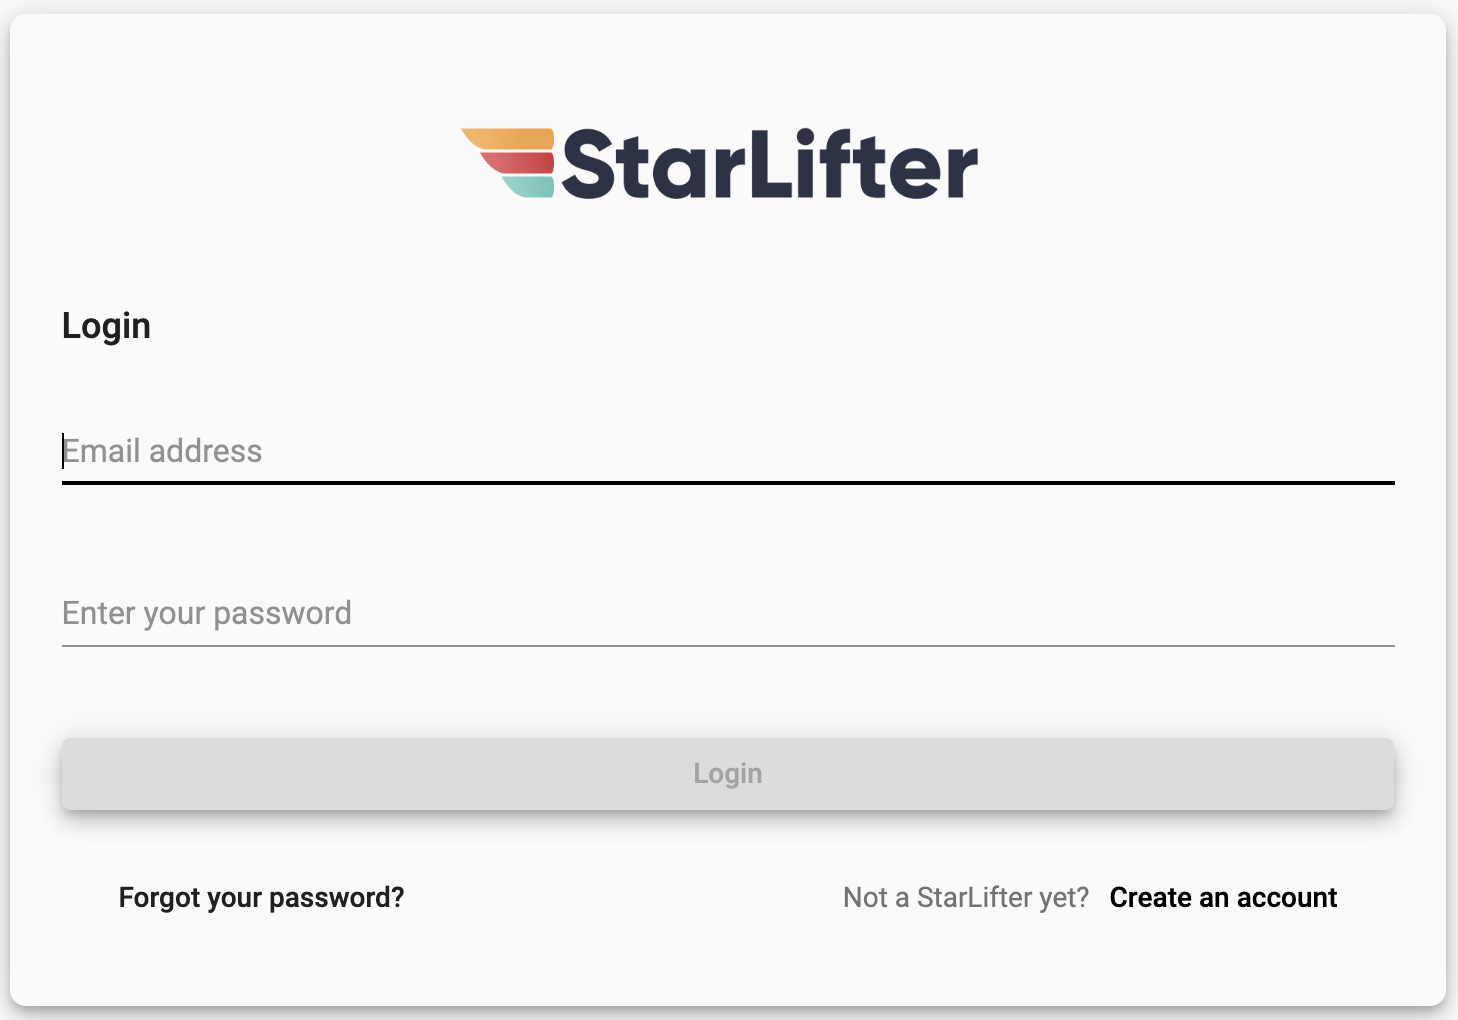 StarLifter
Login
Email address
Enter your password
Login
Forgot your password?
Not a StarLifter yet? Create an account